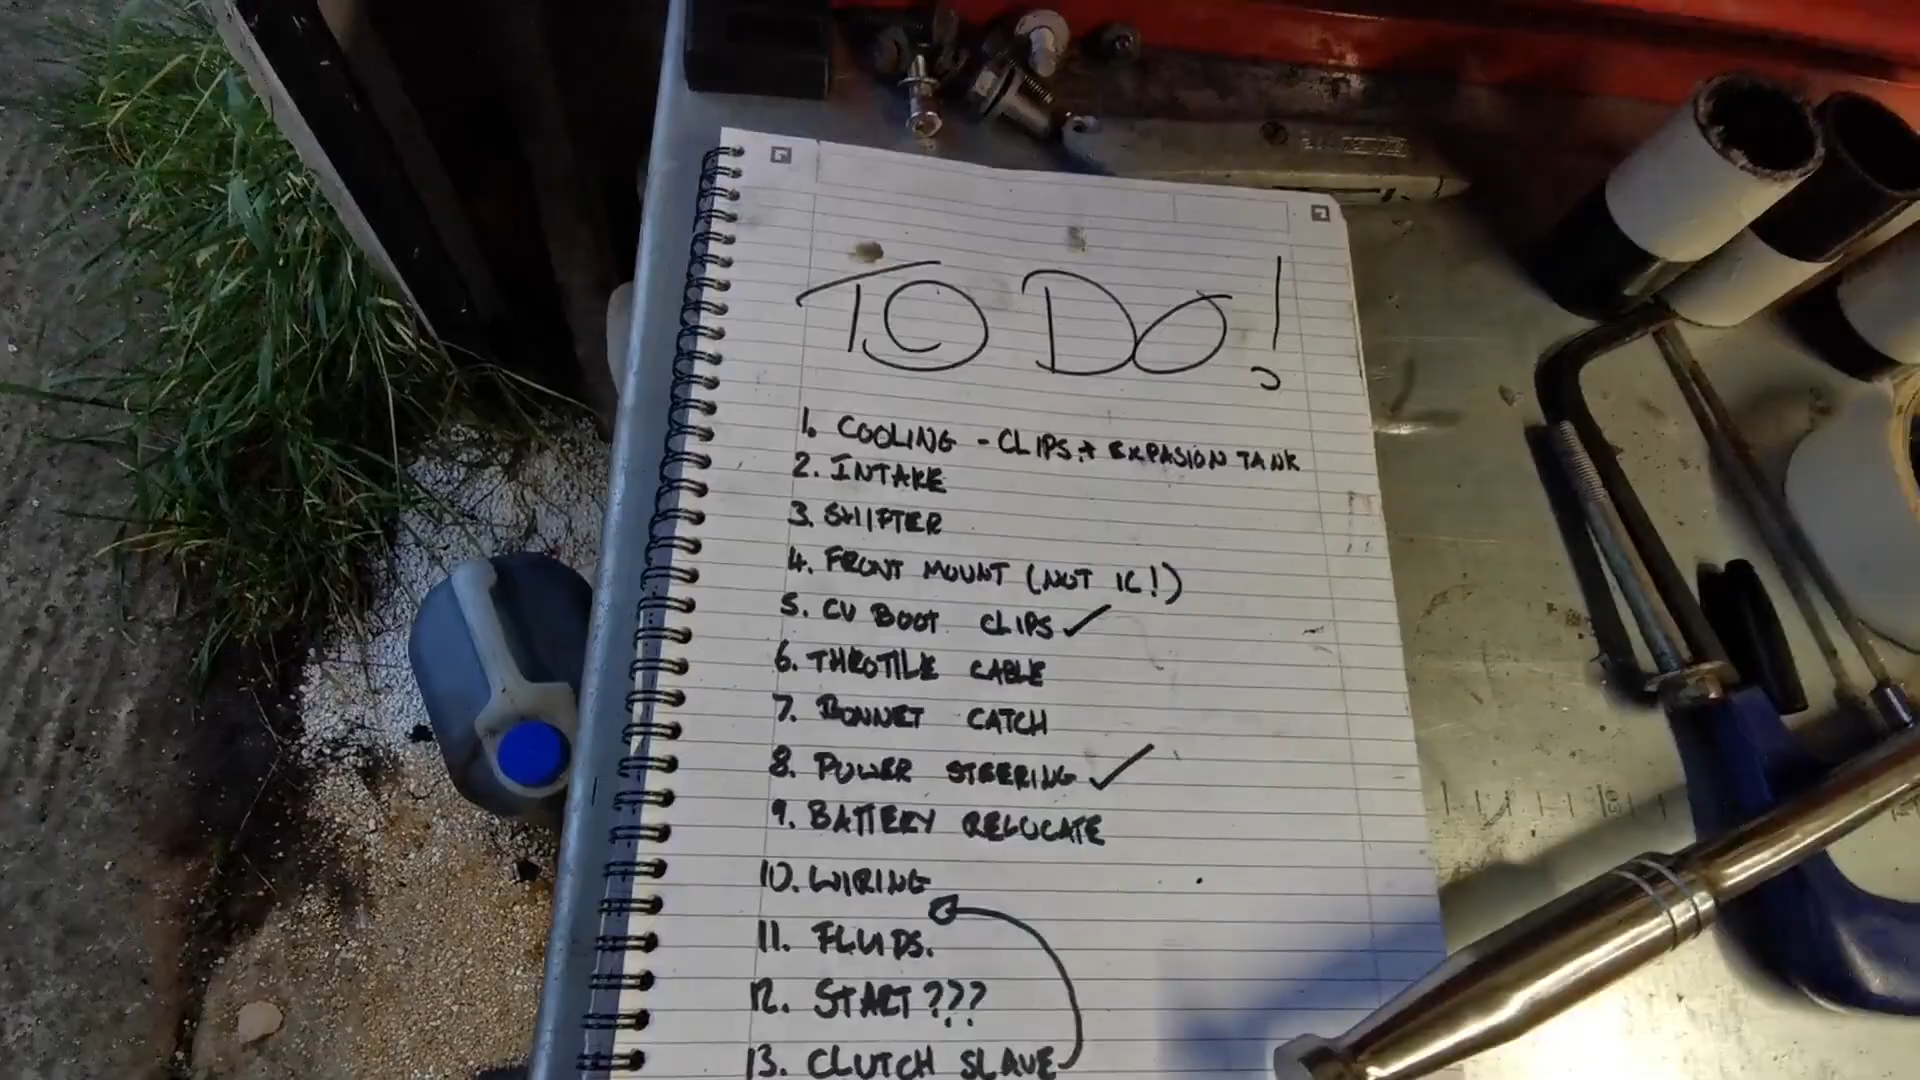 TO DO!
1. COOLING - CLIPS + EXPASION TANK
2. INTAKE
3. SHIFTER
4. FRONT MOUNT (NOT IC!)
5. CV BOOT CLIPS ✓
6. THROTTLE CABLE
7. BONNET CATCH
8. POWER STEERING ✓
9. BATTERY RELOCATE
10. WIRING
11. FLUIDS.
12. START???
13. CLUTCH SLAVE